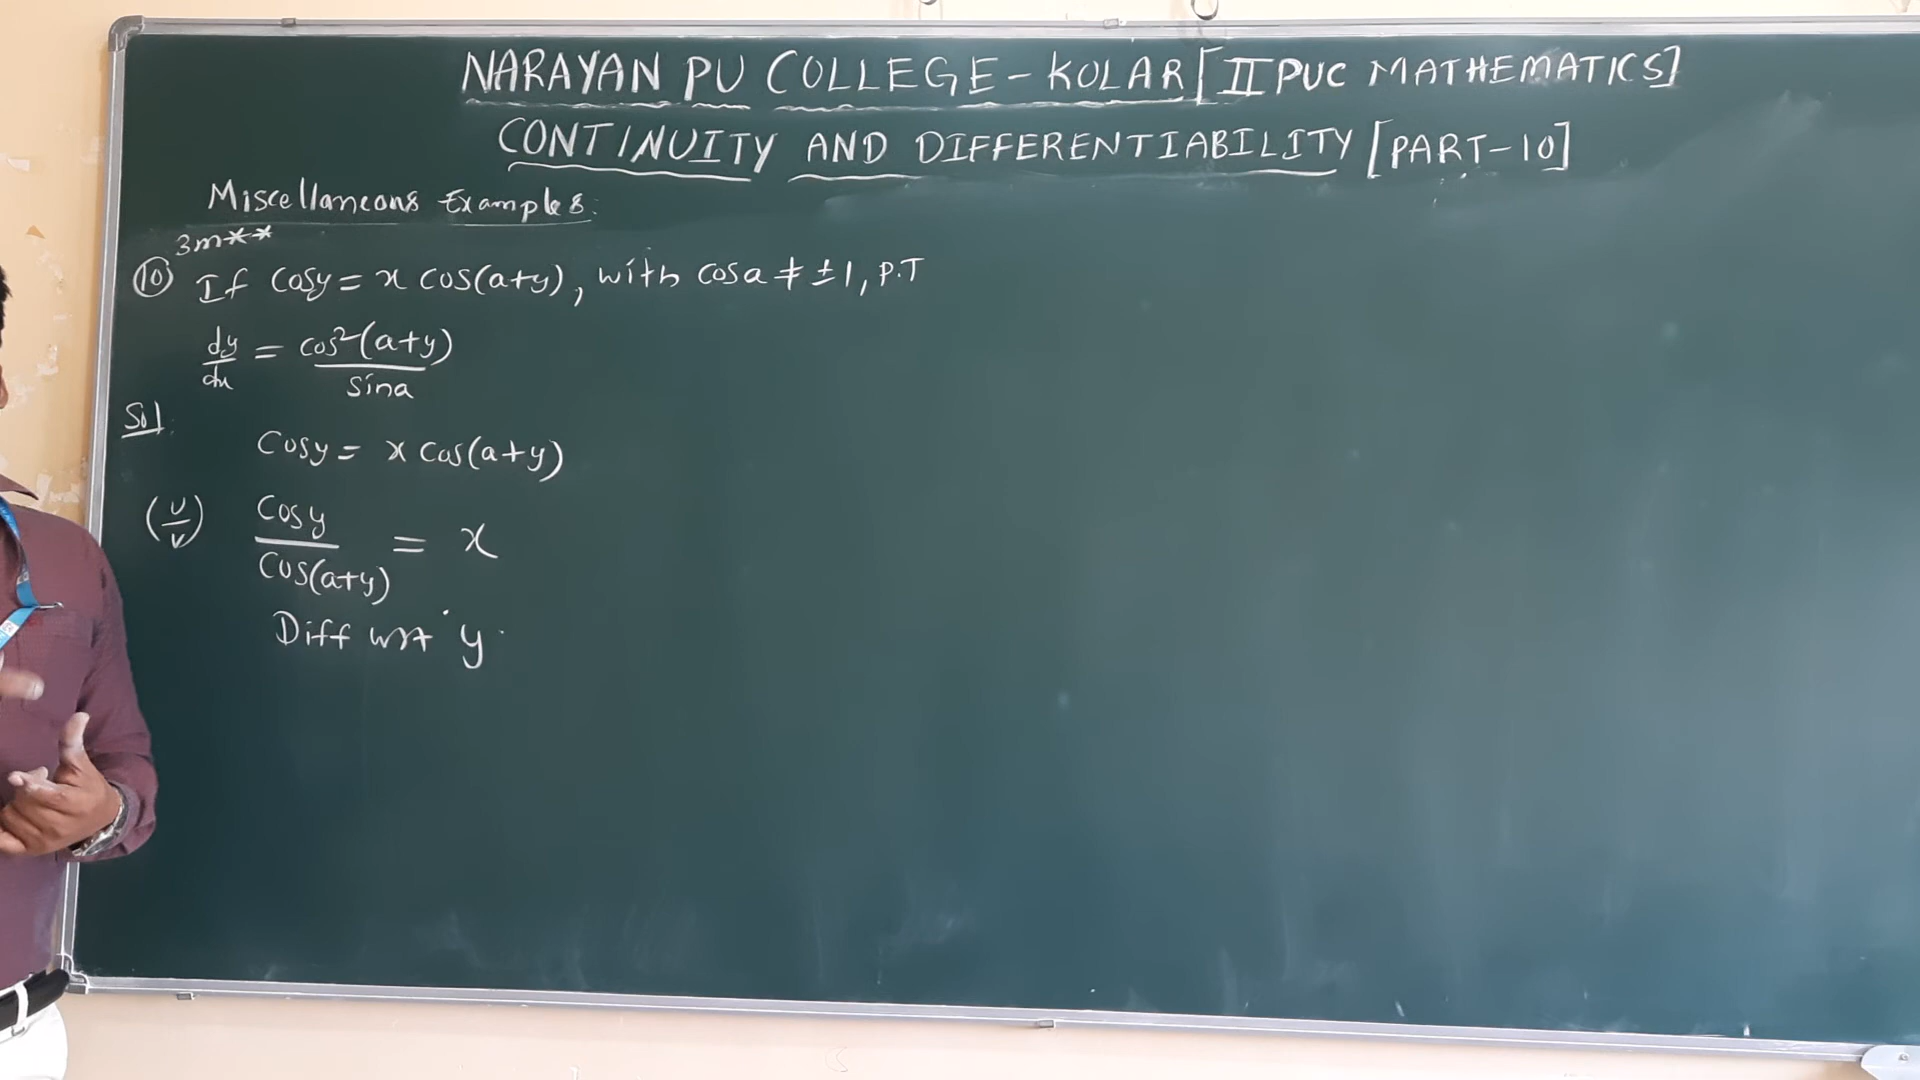 NARAYAN PU COLLEGE - KOLAR [II PUC MATHEMATICS]
CONTINUITY AND DIFFERENTIABILITY [PART-10]
Miscellaneous Examples:
3m**
(10) If Cosy = x cos(a+y), with cosa ≠ ±1, P.T
dy/dx = cos²(a+y)/sina
Sol.
Cosy = x Cos(a+y)
(u/v) Cosy/Cos(a+y) = x
Diff wrt 'y'